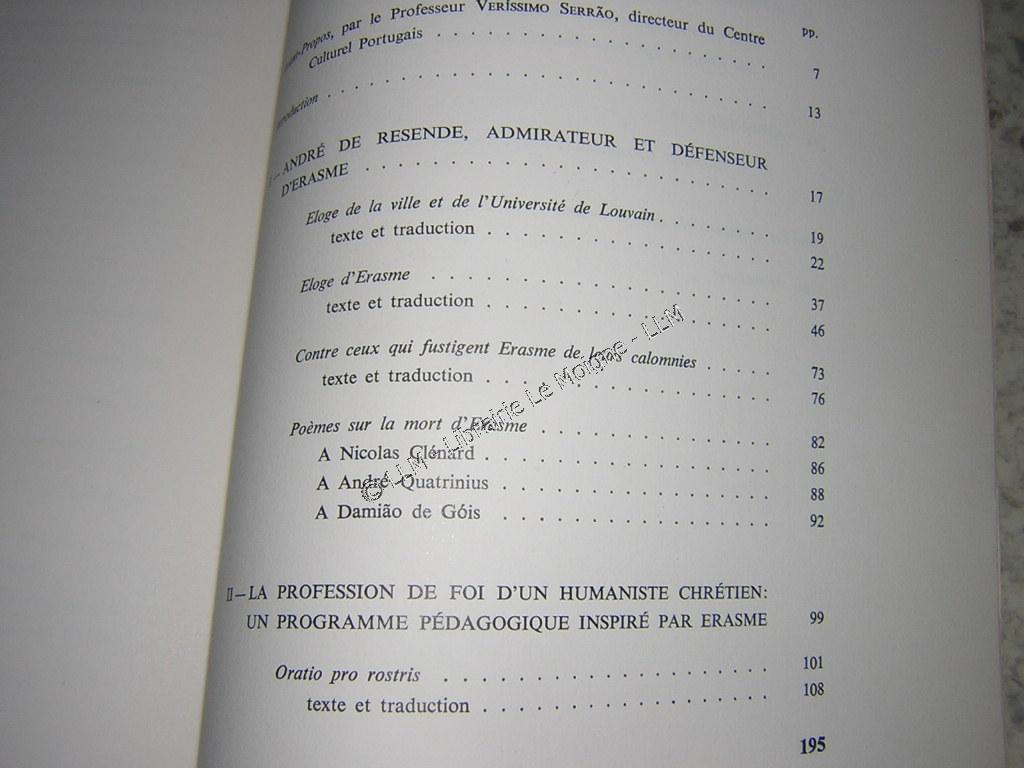 Avant-Propos, par le Professeur VERÍSSIMO SERRÃO, directeur du Centre pp.
Culturel Portugais . . . . . . . . . . . . . . . . 7
Introduction . . . . . . . . . . . . . . . . . . . . 13
I — ANDRÉ DE RESENDE, ADMIRATEUR ET DÉFENSEUR
D'ERASME . . . . . . . . . . . . . . . . . . 17
Eloge de la ville et de l'Université de Louvain . . . . . 19
texte et traduction . . . . . . . . . . . . . 22
Eloge d'Erasme . . . . . . . . . . . . . . . 37
texte et traduction . . . . . . . . . . . . . 46
Contre ceux qui fustigent Erasme de leurs calomnies . . . . 73
texte et traduction . . . . . . . . . . . . . 76
Poèmes sur la mort d'Erasme . . . . . . . . . . 82
A Nicolas Clénard . . . . . . . . . . . . . 86
A André Quatrinius . . . . . . . . . . . . 88
A Damião de Góis . . . . . . . . . . . . 92
II — LA PROFESSION DE FOI D'UN HUMANISTE CHRÉTIEN:
UN PROGRAMME PÉDAGOGIQUE INSPIRÉ PAR ERASME 99
Oratio pro rostris . . . . . . . . . . . . . . 101
texte et traduction . . . . . . . . . . . . . 108
195
© LLM - Librairie Le Moigne - LLM